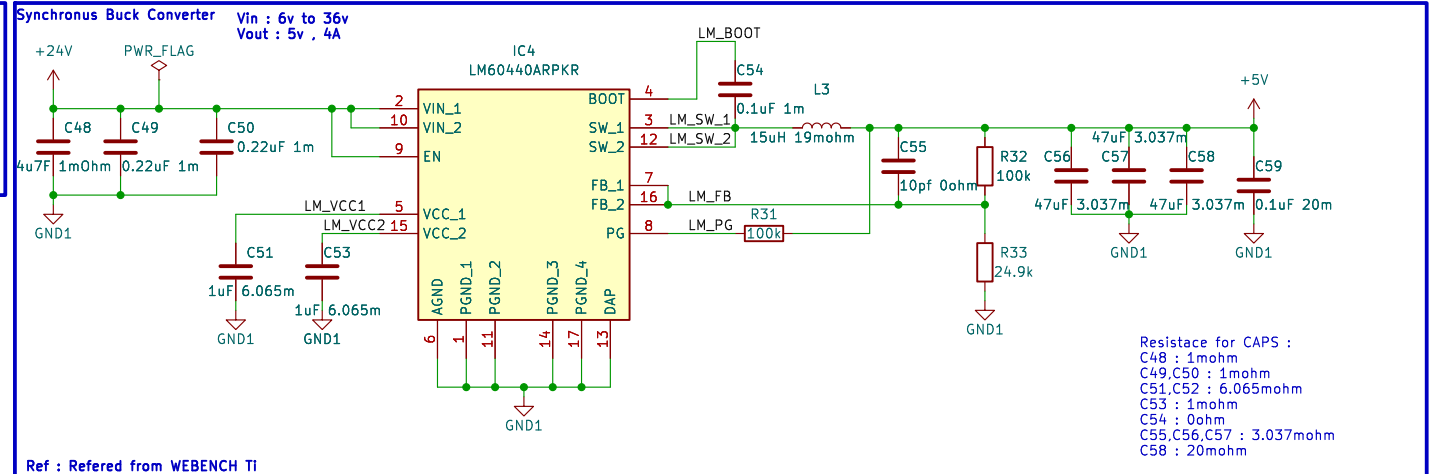 Synchronus Buck Converter
Vin : 6v to 36v
Vout : 5v , 4A
+24V
PWR_FLAG
C48
4u7F 1mOhm
C49
0.22uF 1m
C50
0.22uF 1m
GND1
IC4
LM60440ARPKR
2
VIN_1
10
VIN_2
9
EN
5
VCC_1
15
VCC_2
BOOT
4
SW_1
3
SW_2
12
FB_1
7
FB_2
16
PG
8
AGND
PGND_1
PGND_2
PGND_3
PGND_4
DAP
6
1
11
14
17
13
GND1
LM_VCC1
LM_VCC2
C51
1uF 6.065m
GND1
C53
1uF 6.065m
GND1
LM_BOOT
C54
0.1uF 1m
LM_SW_1
LM_SW_2
L3
15uH 19mohm
LM_FB
LM_PG
R31
100k
C55
10pf 0ohm
R32
100k
R33
24.9k
GND1
C56
47uF 3.037m
C57
47uF 3.037m
C58
47uF 3.037m
GND1
+5V
C59
0.1uF 20m
GND1
Resistace for CAPS :
C48 : 1mohm
C49,C50 : 1mohm
C51,C52 : 6.065mohm
C53 : 1mohm
C54 : 0ohm
C55,C56,C57 : 3.037mohm
C58 : 20mohm
Ref : Refered from WEBENCH Ti